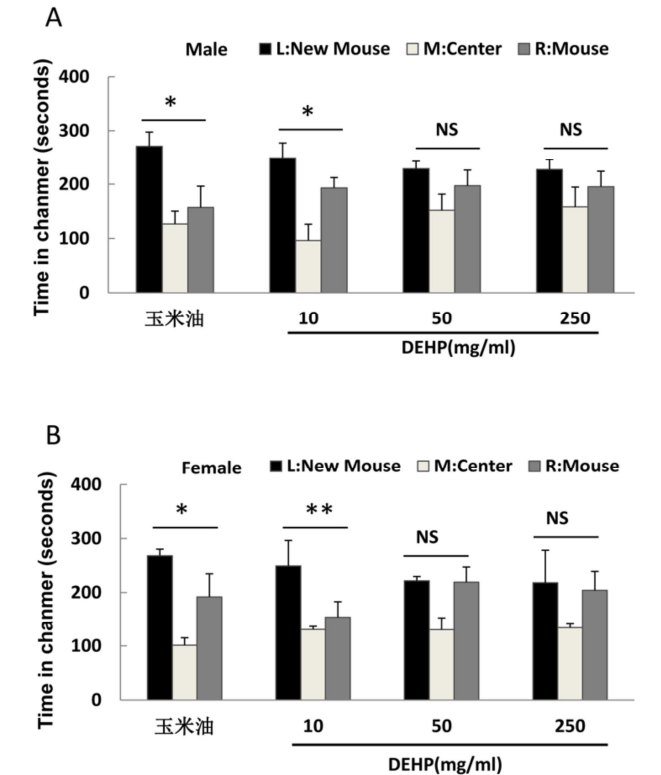 A
Male L:New Mouse M:Center R:Mouse
Time in chanmer (seconds)
400
300
200
100
0
* * NS NS
玉米油 10 50 250
DEHP(mg/ml)
B
Female L:New Mouse M:Center R:Mouse
Time in chanmer (seconds)
400
300
200
100
0
* ** NS NS
玉米油 10 50 250
DEHP(mg/ml)